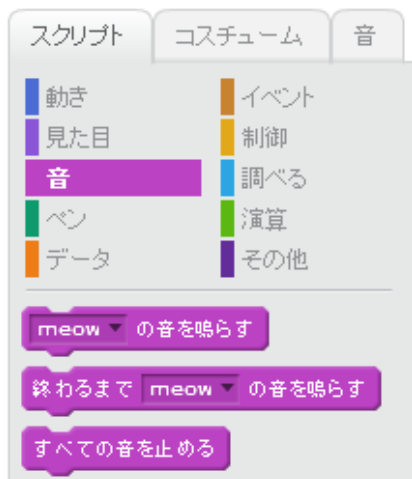 スクリプト コスチューム 音
動き イベント
見た目 制御
音 調べる
ペン 演算
データ その他
meow の音を鳴らす
終わるまで meow の音を鳴らす
すべての音を止める